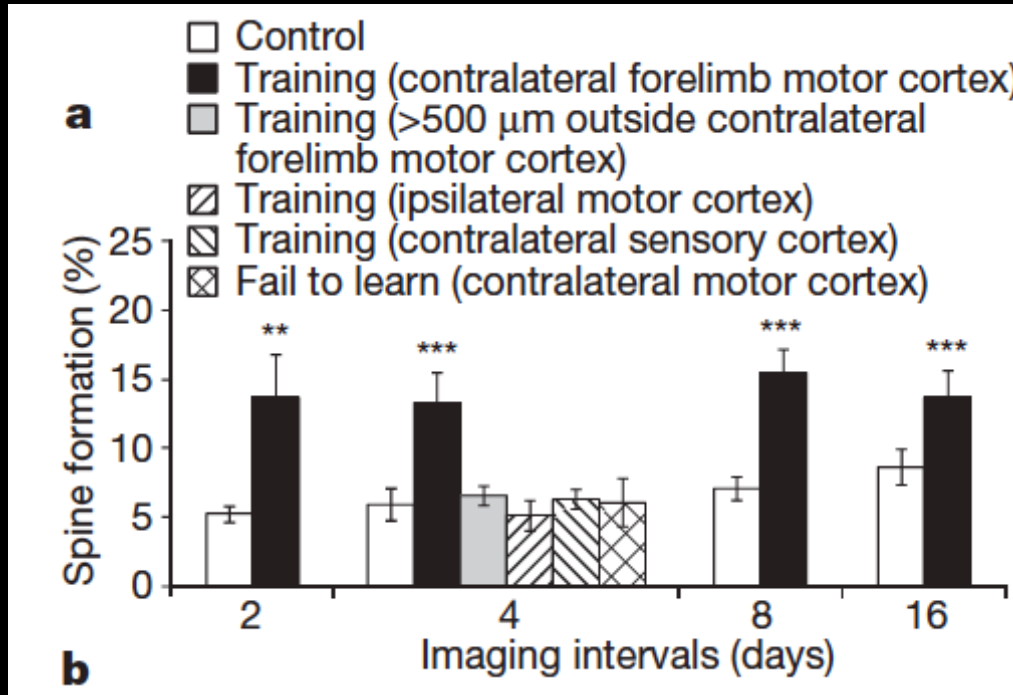 Control
Training (contralateral forelimb motor cortex)
a
Training (>500 μm outside contralateral
forelimb motor cortex)
Training (ipsilateral motor cortex)
Training (contralateral sensory cortex)
Fail to learn (contralateral motor cortex)
Spine formation (%)
25
20
15
10
5
0
** *** *** ***
2 4 8 16
Imaging intervals (days)
b